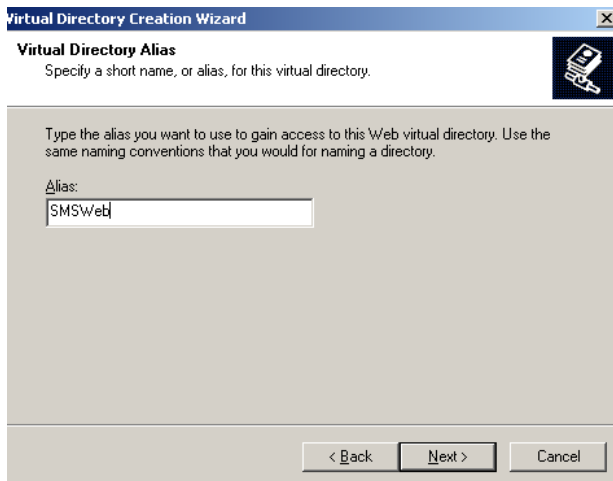 Virtual Directory Creation Wizard
Virtual Directory Alias
Specify a short name, or alias, for this virtual directory.
Type the alias you want to use to gain access to this Web virtual directory. Use the
same naming conventions that you would for naming a directory.
Alias:
SMSWeb
< Back Next > Cancel